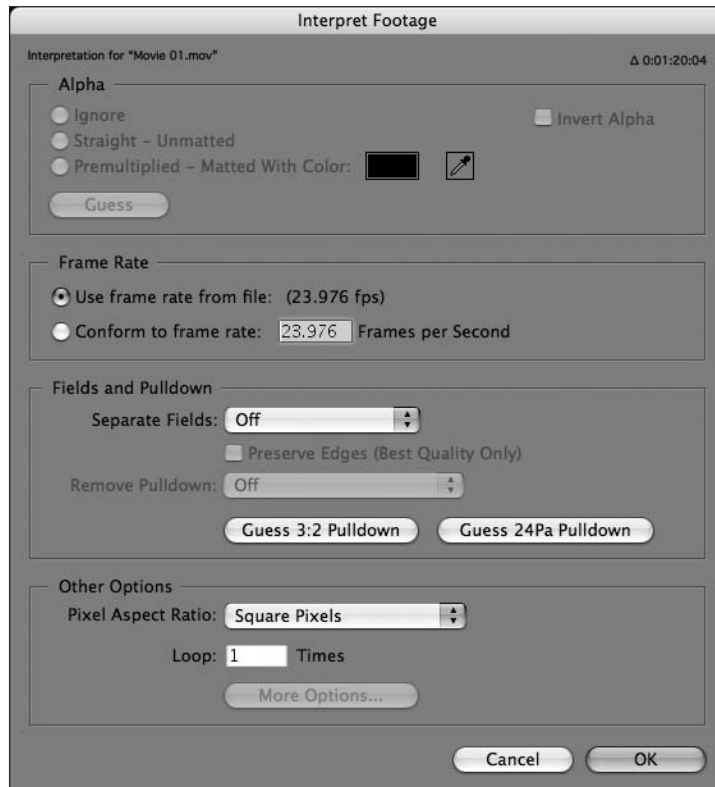 Interpret Footage
Interpretation for "Movie 01.mov"
Δ 0:01:20:04
Alpha
Ignore
Invert Alpha
Straight – Unmatted
Premultiplied – Matted With Color:
Guess
Frame Rate
Use frame rate from file: (23.976 fps)
Conform to frame rate: 23.976 Frames per Second
Fields and Pulldown
Separate Fields: Off
Preserve Edges (Best Quality Only)
Remove Pulldown: Off
Guess 3:2 Pulldown Guess 24Pa Pulldown
Other Options
Pixel Aspect Ratio: Square Pixels
Loop: 1 Times
More Options...
Cancel OK